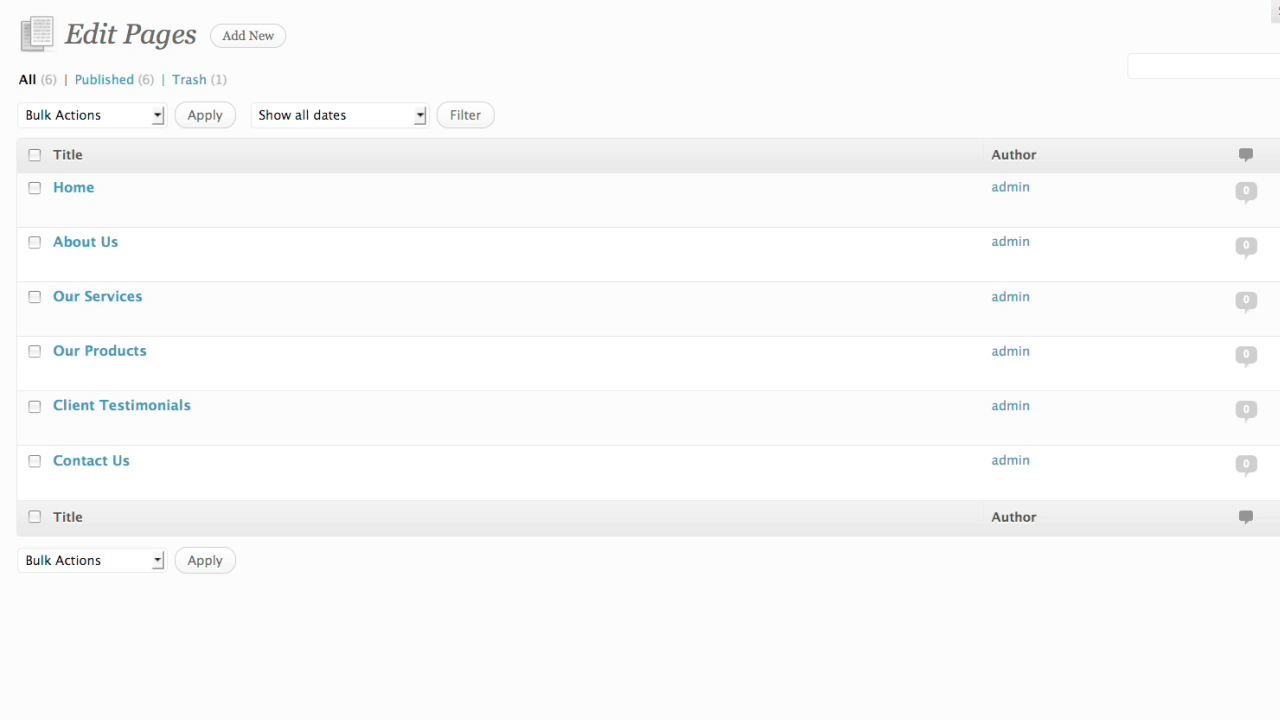 Edit Pages Add New
All (6) | Published (6) | Trash (1)
Bulk Actions Apply Show all dates Filter
Title Author
Home admin 0
About Us admin 0
Our Services admin 0
Our Products admin 0
Client Testimonials admin 0
Contact Us admin 0
Title Author
Bulk Actions Apply